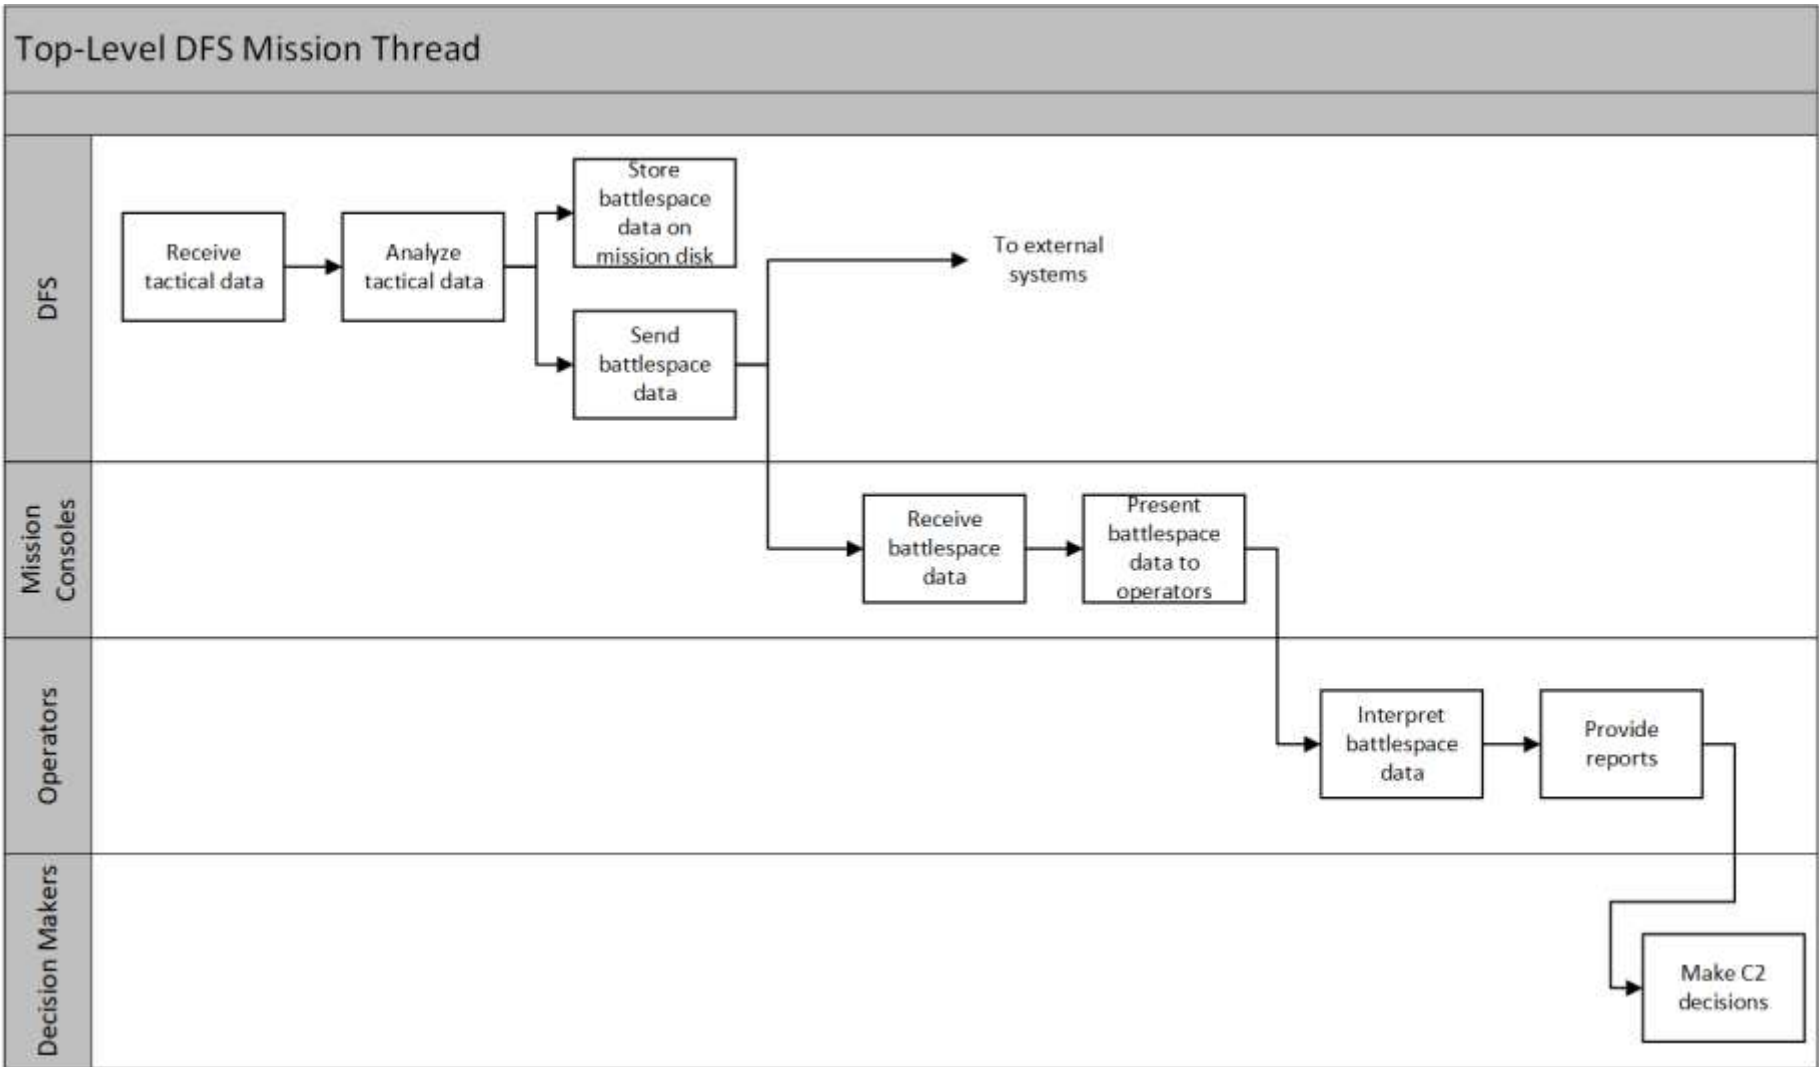 Top-Level DFS Mission Thread
DFS
Receive
tactical data
Analyze
tactical data
Store
battlespace
data on
mission disk
Send
battlespace
data
To external
systems
Mission
Consoles
Receive
battlespace
data
Present
battlespace
data to
operators
Operators
Interpret
battlespace
data
Provide
reports
Decision Makers
Make C2
decisions